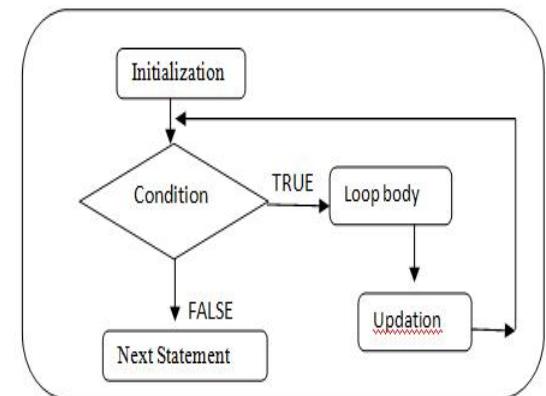 Initialization
Condition
TRUE
Loop body
FALSE
Updation
Next Statement